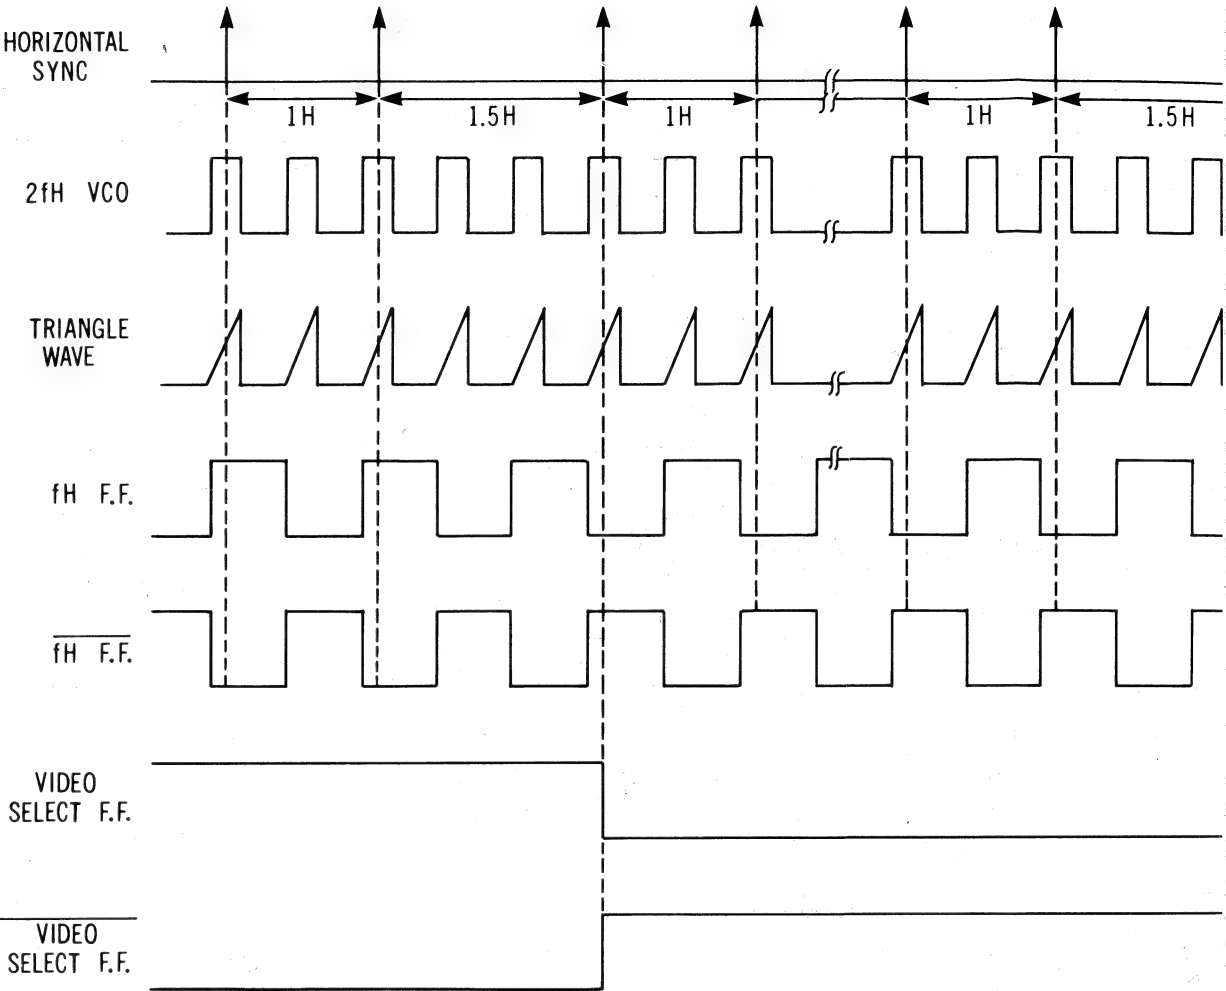 HORIZONTAL
SYNC
1H 1.5H 1H 1H 1.5H
2fH VCO
TRIANGLE
WAVE
fH F.F.
fH F.F.
VIDEO
SELECT F.F.
VIDEO
SELECT F.F.